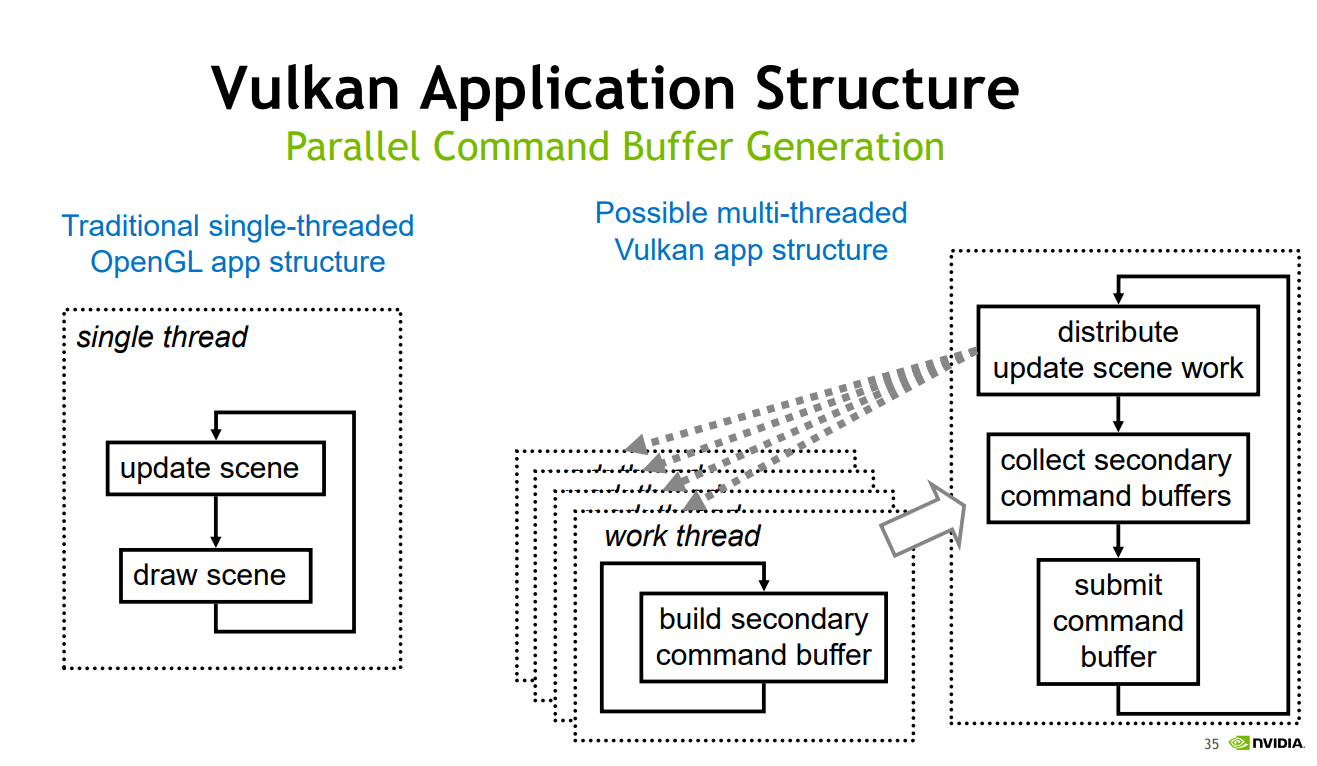 Vulkan Application Structure
Parallel Command Buffer Generation
Traditional single-threaded
OpenGL app structure
single thread
update scene
draw scene
Possible multi-threaded
Vulkan app structure
work thread
build secondary
command buffer
distribute
update scene work
collect secondary
command buffers
submit
command
buffer
35 NVIDIA.